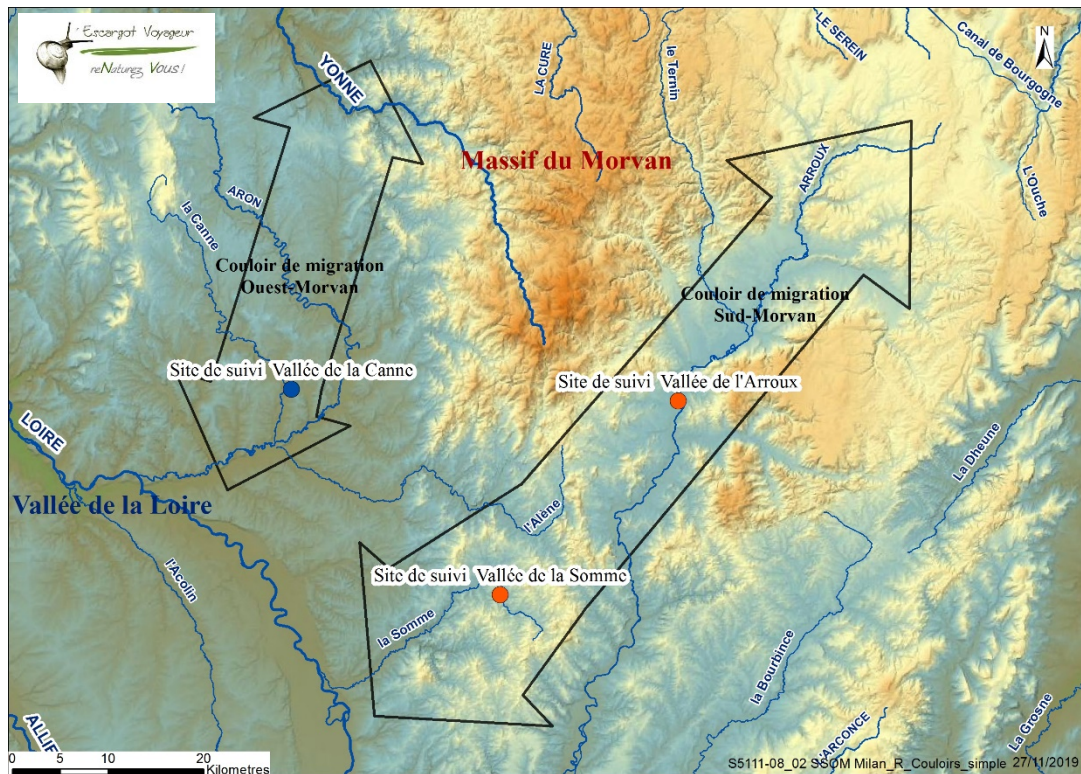 Escargot Voyageur
reNaturez Vous !
YONNE
LA CURE
le Ternin
LE SEREIN
Canal de Bourgogne
N
Massif du Morvan
ARROUX
L'Ouche
ARON
la Canne
Couloir de migration
Ouest-Morvan
Couloir de migration
Sud-Morvan
Site de suivi Vallée de la Canne
Site de suivi Vallée de l'Arroux
LOIRE
Vallée de la Loire
La Dheune
l'Alène
l'Acolin
Site de suivi Vallée de la Somme
la Somme
la Bourbince
La Grosne
L'ARCONCE
0 5 10 20
Kilometres
S5111-08_02 SSOM Milan_R_Couloirs_simple 27/11/2019